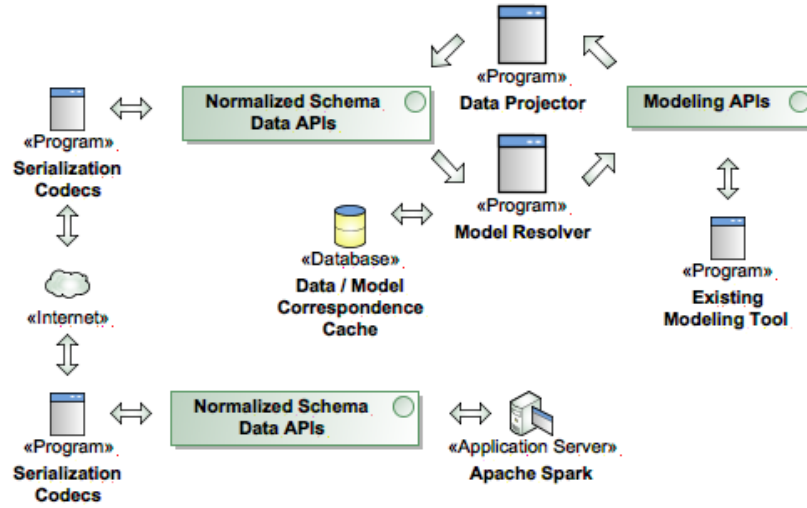 «Program»
Data Projector
Normalized Schema
Data APIs
Modeling APIs
«Program»
Serialization
Codecs
«Program»
Model Resolver
«Database»
Data / Model
Correspondence
Cache
«Program»
Existing
Modeling Tool
«Internet»
Normalized Schema
Data APIs
«Program»
Serialization
Codecs
«Application Server»
Apache Spark